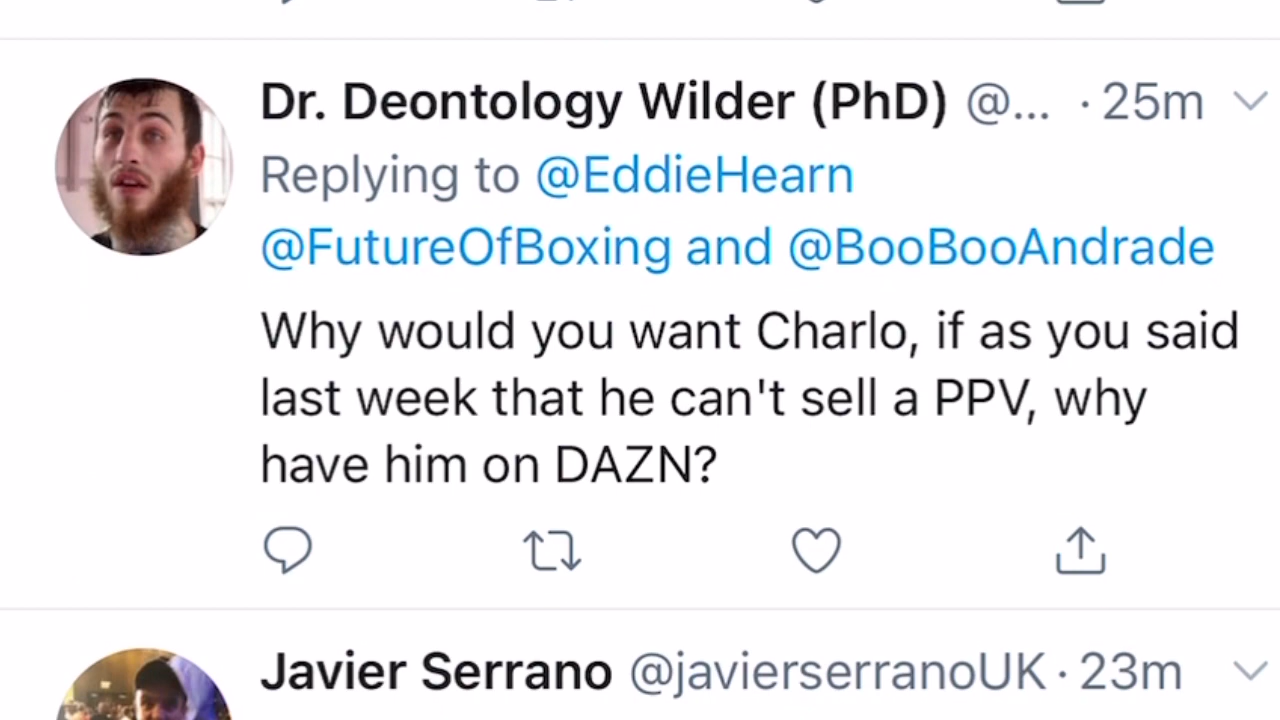 Dr. Deontology Wilder (PhD) @... · 25m
Replying to @EddieHearn
@FutureOfBoxing and @BooBooAndrade
Why would you want Charlo, if as you said
last week that he can't sell a PPV, why
have him on DAZN?
Javier Serrano @javierserranoUK · 23m